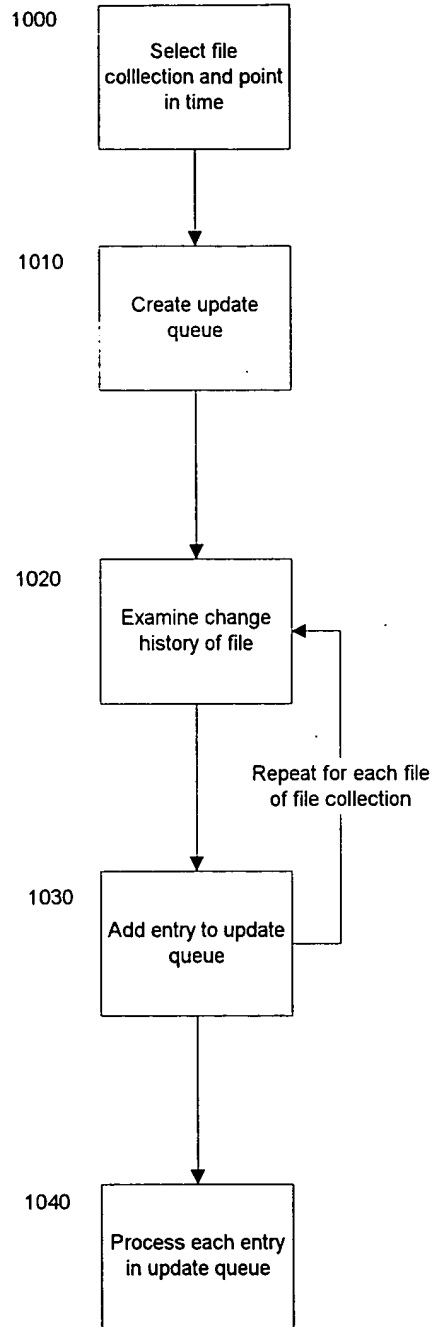 1000
Select file
colllection and point
in time
1010
Create update
queue
1020
Examine change
history of file
Repeat for each file
of file collection
1030
Add entry to update
queue
1040
Process each entry
in update queue